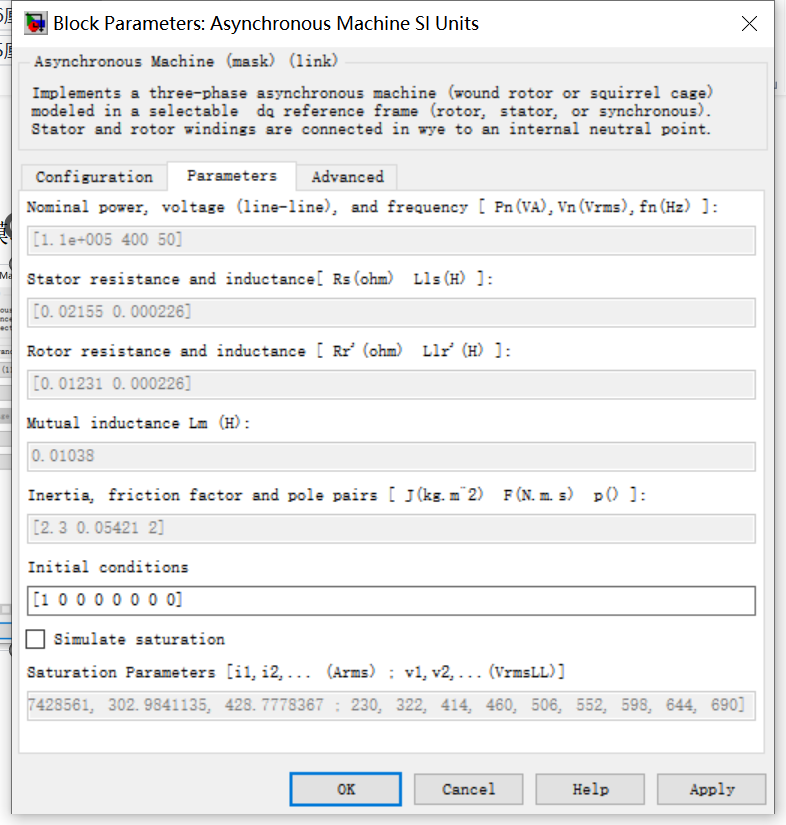 Block Parameters: Asynchronous Machine SI Units
Asynchronous Machine (mask) (link)
Implements a three-phase asynchronous machine (wound rotor or squirrel cage)
modeled in a selectable dq reference frame (rotor, stator, or synchronous).
Stator and rotor windings are connected in wye to an internal neutral point.
Configuration Parameters Advanced
Nominal power, voltage (line-line), and frequency [ Pn(VA),Vn(Vrms),fn(Hz) ]:
[1.1e+005 400 50]
Stator resistance and inductance[ Rs(ohm) Lls(H) ]:
[0.02155 0.000226]
Rotor resistance and inductance [ Rr'(ohm) Llr'(H) ]:
[0.01231 0.000226]
Mutual inductance Lm (H):
0.01038
Inertia, friction factor and pole pairs [ J(kg.m^2) F(N.m.s) p() ]:
[2.3 0.05421 2]
Initial conditions
[1 0 0 0 0 0 0 0]
Simulate saturation
Saturation Parameters [i1,i2,... (Arms) ; v1,v2,...(VrmsLL)]
7428561, 302.9841135, 428.7778367 ; 230, 322, 414, 460, 506, 552, 598, 644, 690]
OK Cancel Help Apply